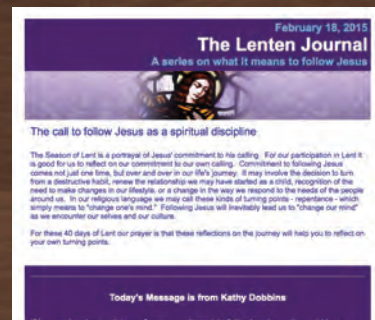 February 18, 2015
The Lenten Journal
A series on what it means to follow Jesus
The call to follow Jesus as a spiritual discipline
The Season of Lent is a portrayal of Jesus' commitment to his calling. For our participation in Lent it
is good for us to reflect on our commitment to our own calling. Commitment to following Jesus
comes not just one time, but over and over in our life's journey. It may involve the decision to turn
from a destructive habit, renew the relationship we may have started as a child, recognition of the
need to make changes in our lifestyle, or a change in the way we respond to the needs of the people
around us. In our religious language we may call these kinds of turning points - repentance - which
simply means to "change one's mind." Following Jesus will inevitably lead us to "change our mind"
as we encounter our selves and our culture.
For these 40 days of Lent our prayer is that these reflections on the journey will help you to reflect on
your own turning points.
Today's Message is from Kathy Dobbins